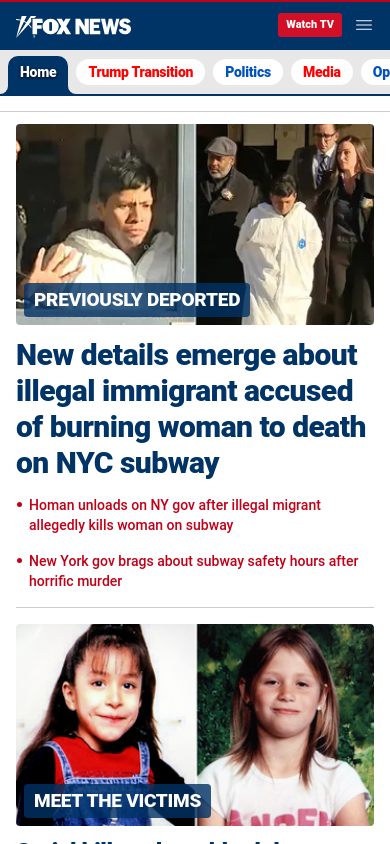 FOX NEWS
Watch TV
Home
Trump Transition
Politics
Media
Op
PREVIOUSLY DEPORTED
New details emerge about
illegal immigrant accused
of burning woman to death
on NYC subway
• Homan unloads on NY gov after illegal migrant
allegedly kills woman on subway
• New York gov brags about subway safety hours after
horrific murder
MEET THE VICTIMS
ANGEL